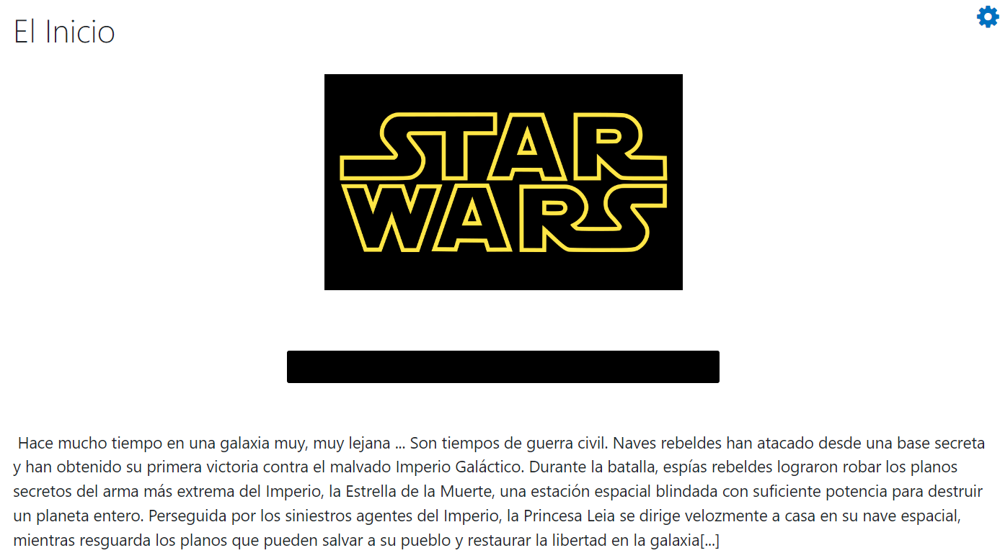 El Inicio
STAR
WARS
Hace mucho tiempo en una galaxia muy, muy lejana ... Son tiempos de guerra civil. Naves rebeldes han atacado desde una base secreta
y han obtenido su primera victoria contra el malvado Imperio Galáctico. Durante la batalla, espías rebeldes lograron robar los planos
secretos del arma más extrema del Imperio, la Estrella de la Muerte, una estación espacial blindada con suficiente potencia para destruir
un planeta entero. Perseguida por los siniestros agentes del Imperio, la Princesa Leia se dirige velozmente a casa en su nave espacial,
mientras resguarda los planos que pueden salvar a su pueblo y restaurar la libertad en la galaxia[...]